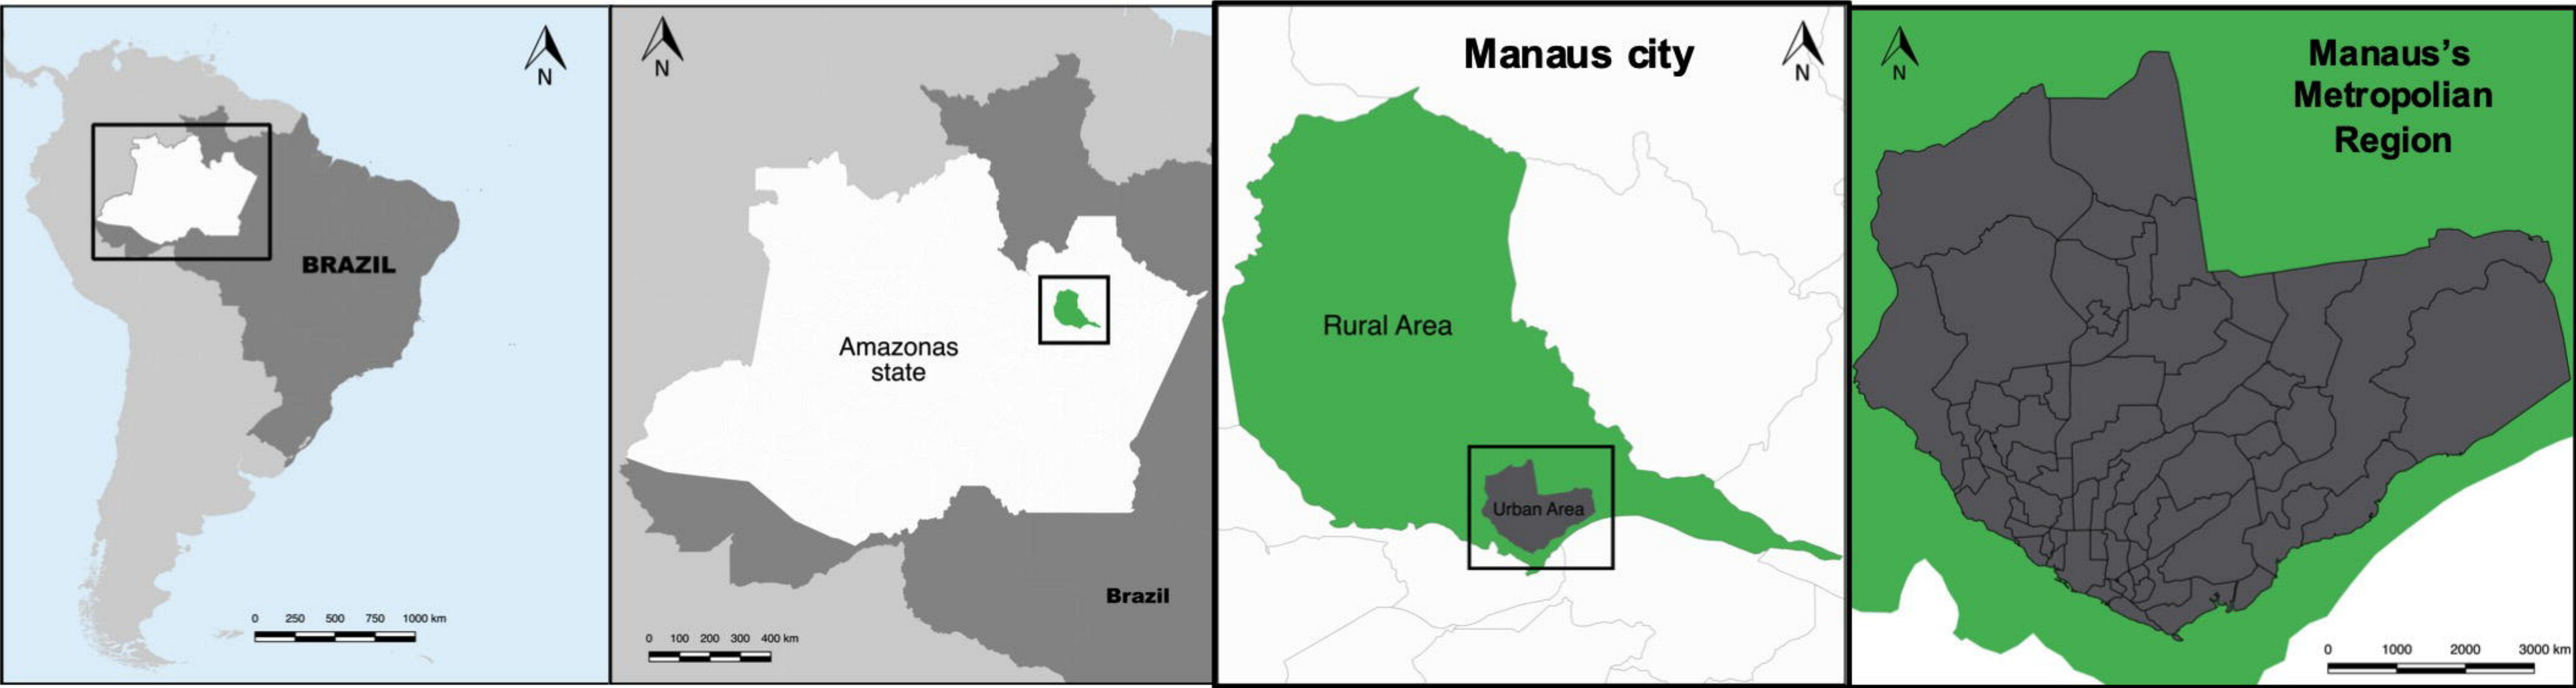 N
BRAZIL
0 250 500 750 1000 km
N
Amazonas
state
Brazil
0 100 200 300 400 km
Manaus city
N
Rural Area
Urban Area
N
Manaus’s
Metropolian
Region
0 1000 2000 3000 km